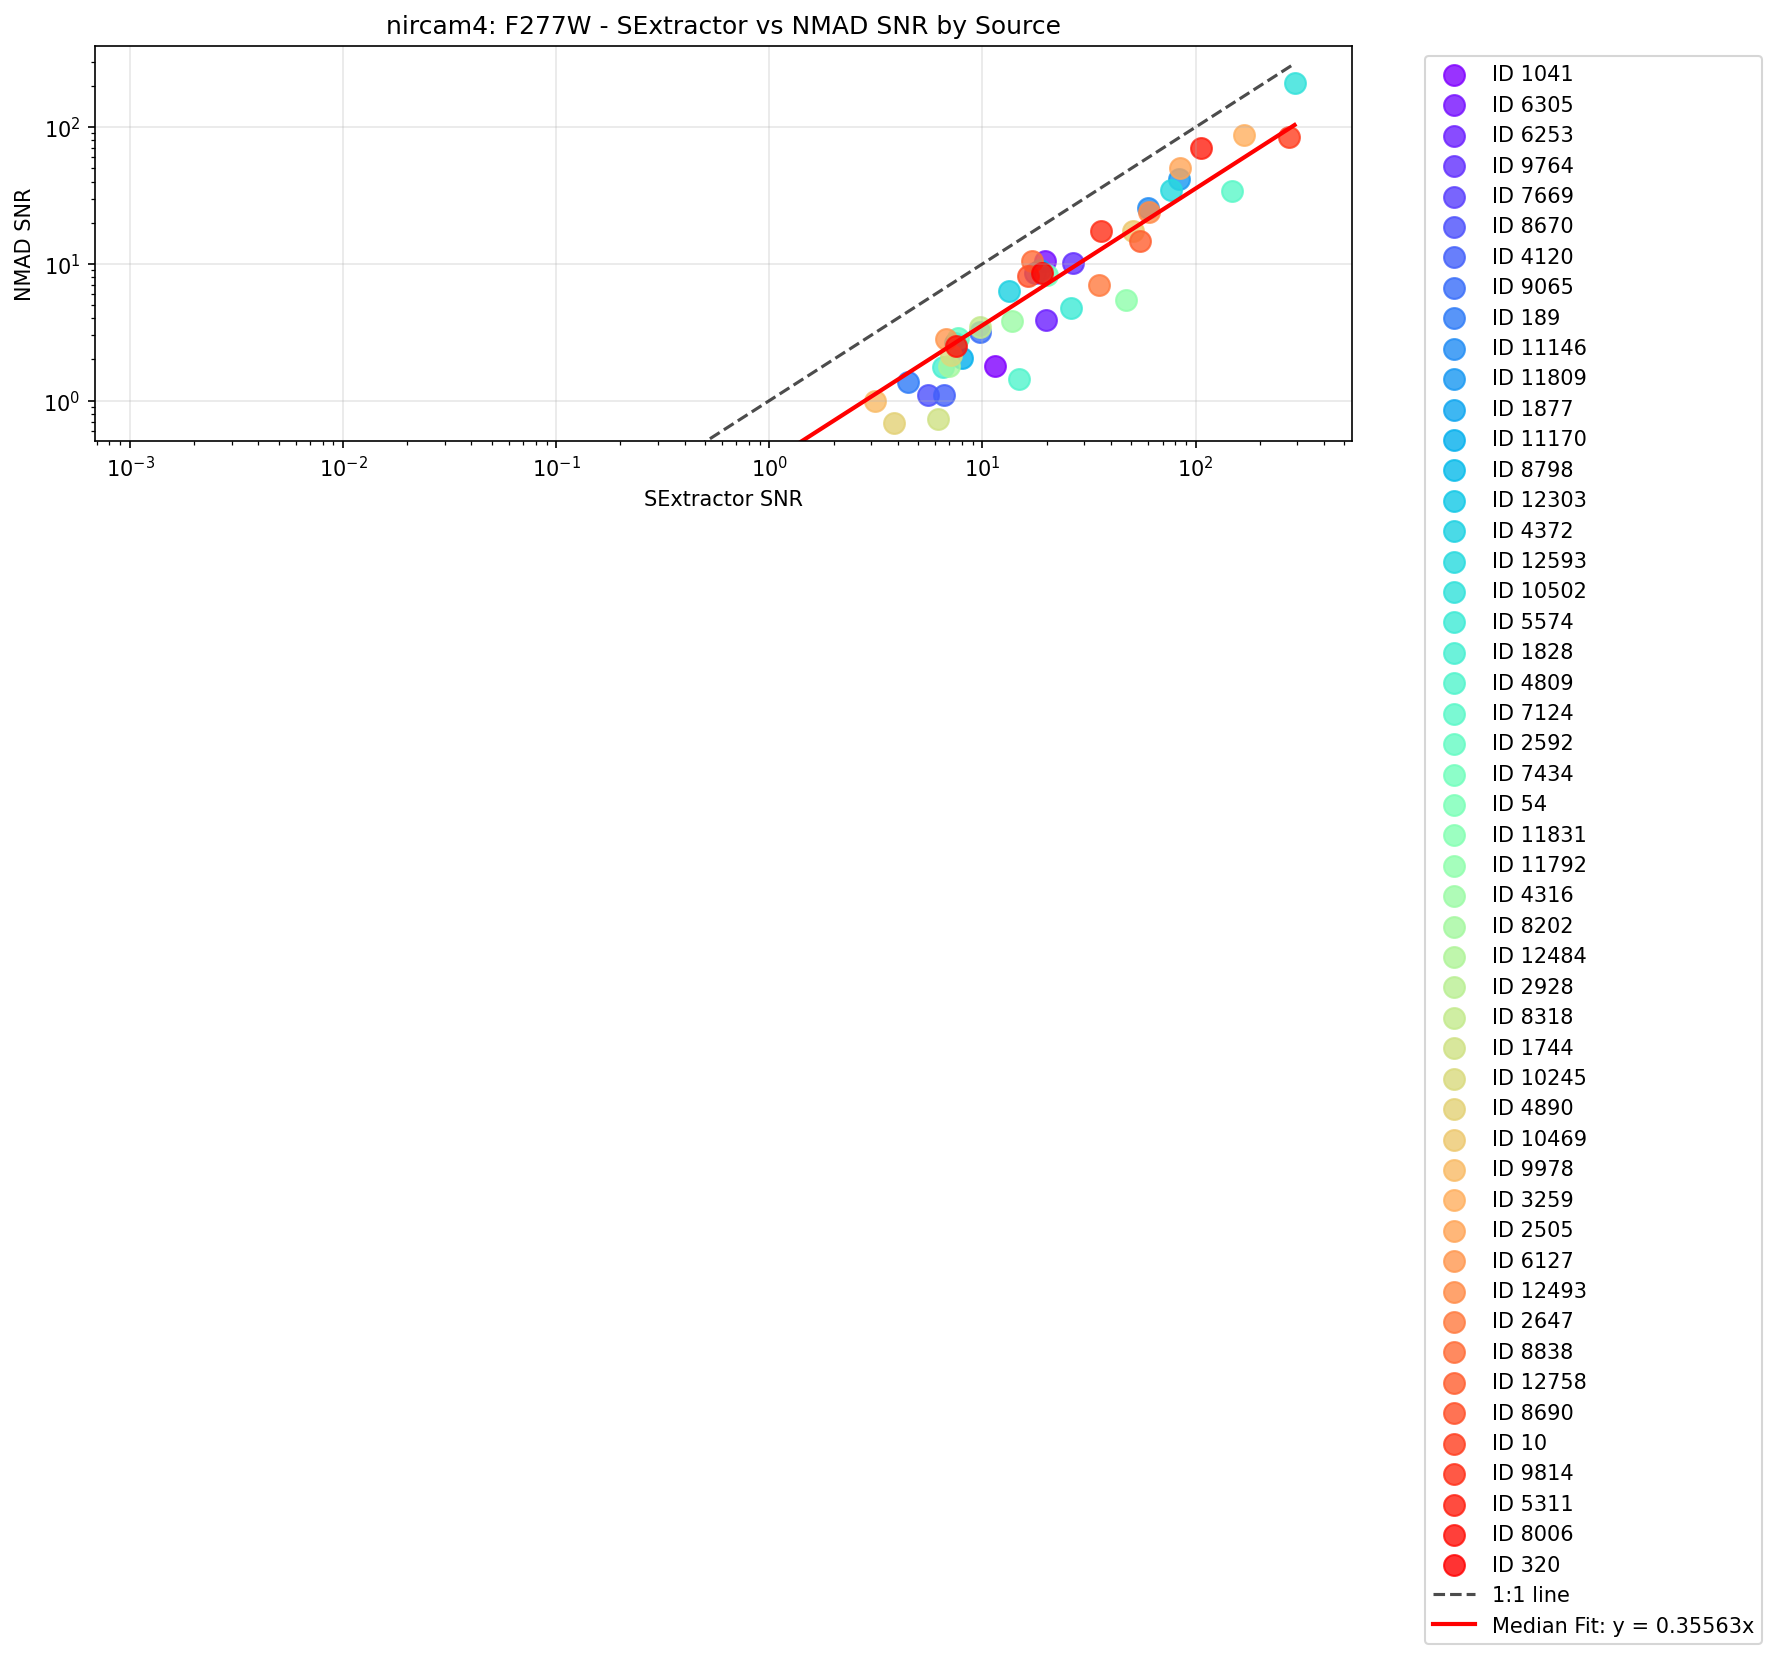 nircam4: F277W - SExtractor vs NMAD SNR by Source
NMAD SNR
10²
10¹
10⁰
10⁻³ 10⁻² 10⁻¹ 10⁰ 10¹ 10²
SExtractor SNR
ID 1041
ID 6305
ID 6253
ID 9764
ID 7669
ID 8670
ID 4120
ID 9065
ID 189
ID 11146
ID 11809
ID 1877
ID 11170
ID 8798
ID 12303
ID 4372
ID 12593
ID 10502
ID 5574
ID 1828
ID 4809
ID 7124
ID 2592
ID 7434
ID 54
ID 11831
ID 11792
ID 4316
ID 8202
ID 12484
ID 2928
ID 8318
ID 1744
ID 10245
ID 4890
ID 10469
ID 9978
ID 3259
ID 2505
ID 6127
ID 12493
ID 2647
ID 8838
ID 12758
ID 8690
ID 10
ID 9814
ID 5311
ID 8006
ID 320
1:1 line
Median Fit: y = 0.35563x